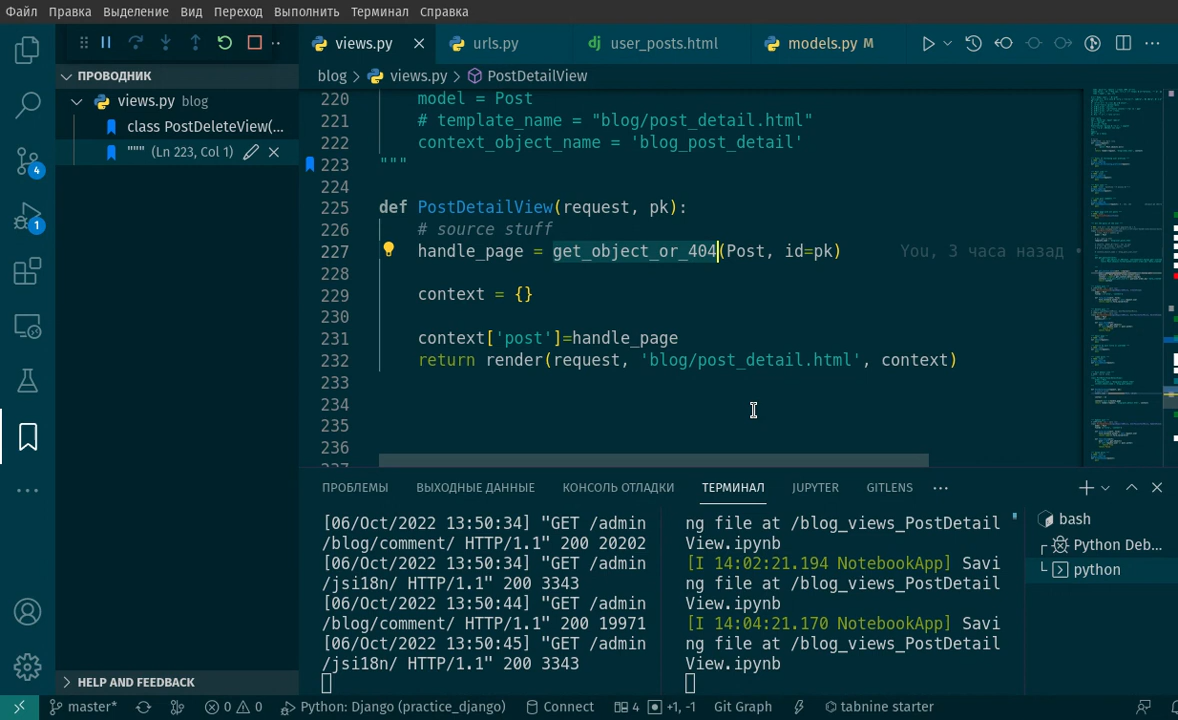 Файл Правка Выделение Вид Переход Выполнить Терминал Справка
views.py urls.py dj user_posts.html models.py M
ПРОВОДНИК
blog > views.py > PostDetailView
views.py blog
class PostDeleteView(...
""" (Ln 223, Col 1)
4
1
220 model = Post
221 # template_name = "blog/post_detail.html"
222 context_object_name = 'blog_post_detail'
223 """
224
225 def PostDetailView(request, pk):
226 # source stuff
227 handle_page = get_object_or_404(Post, id=pk) You, 3 часа назад •
228
229 context = {}
230
231 context['post']=handle_page
232 return render(request, 'blog/post_detail.html', context)
233
234
235
236
237
ПРОБЛЕМЫ ВЫХОДНЫЕ ДАННЫЕ КОНСОЛЬ ОТЛАДКИ ТЕРМИНАЛ JUPYTER GITLENS
[06/Oct/2022 13:50:34] "GET /admin
/blog/comment/ HTTP/1.1" 200 20202
[06/Oct/2022 13:50:34] "GET /admin
/jsi18n/ HTTP/1.1" 200 3343
[06/Oct/2022 13:50:44] "GET /admin
/blog/comment/ HTTP/1.1" 200 19971
[06/Oct/2022 13:50:45] "GET /admin
/jsi18n/ HTTP/1.1" 200 3343
ng file at /blog_views_PostDetail
View.ipynb
[I 14:02:21.194 NotebookApp] Savi
ng file at /blog_views_PostDetail
View.ipynb
[I 14:04:21.170 NotebookApp] Savi
ng file at /blog_views_PostDetail
View.ipynb
bash
Python Deb...
python
HELP AND FEEDBACK
master* 0 0 Python: Django (practice_django) Connect 4 +1, -1 Git Graph tabnine starter